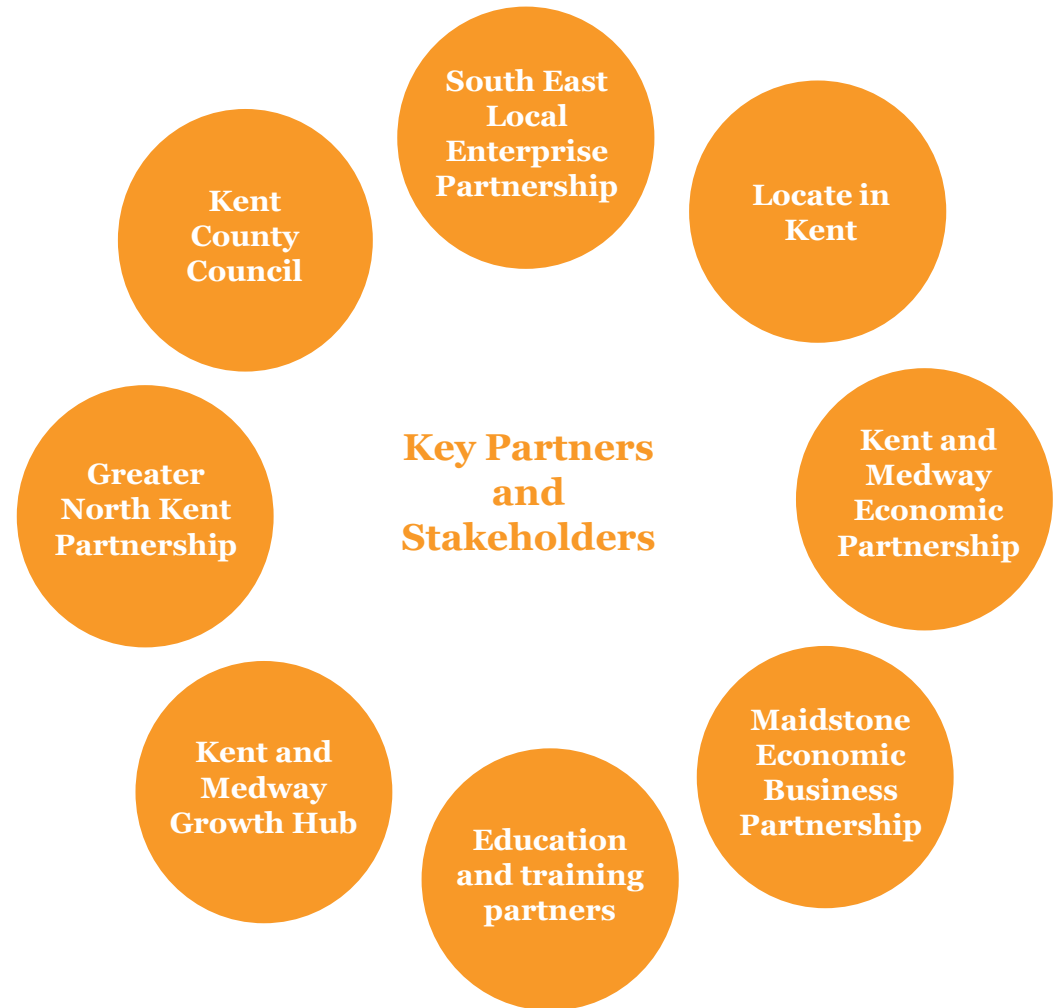 South East
Local
Enterprise
Partnership
Locate in
Kent
Kent and
Medway
Economic
Partnership
Maidstone
Economic
Business
Partnership
Education
and training
partners
Kent and
Medway
Growth Hub
Greater
North Kent
Partnership
Kent
County
Council
Key Partners
and
Stakeholders